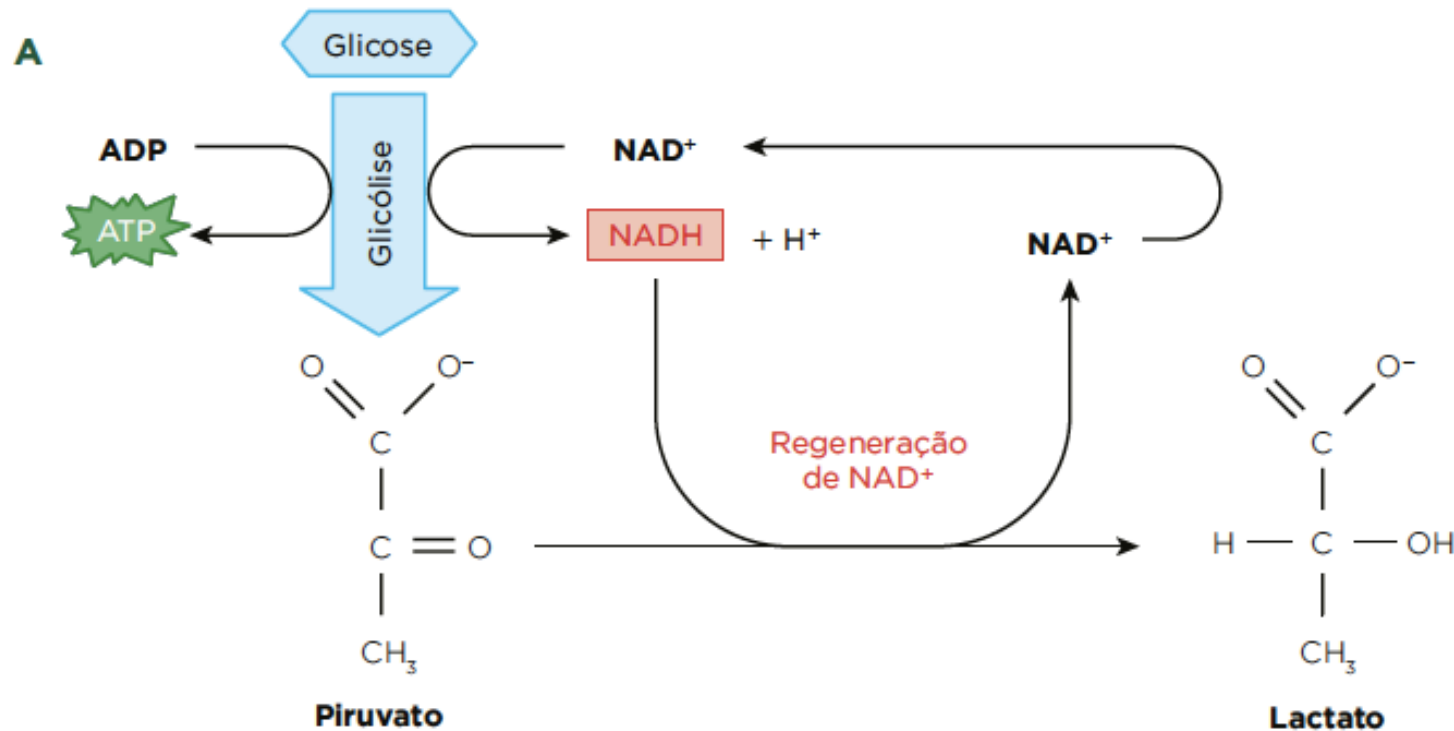 A
Glicose
ADP
NAD⁺
ATP
Glicólise
NADH + H⁺
NAD⁺
O O⁻
C
C = O
CH₃
Piruvato
Regeneração
de NAD⁺
O O⁻
C
H — C — OH
CH₃
Lactato